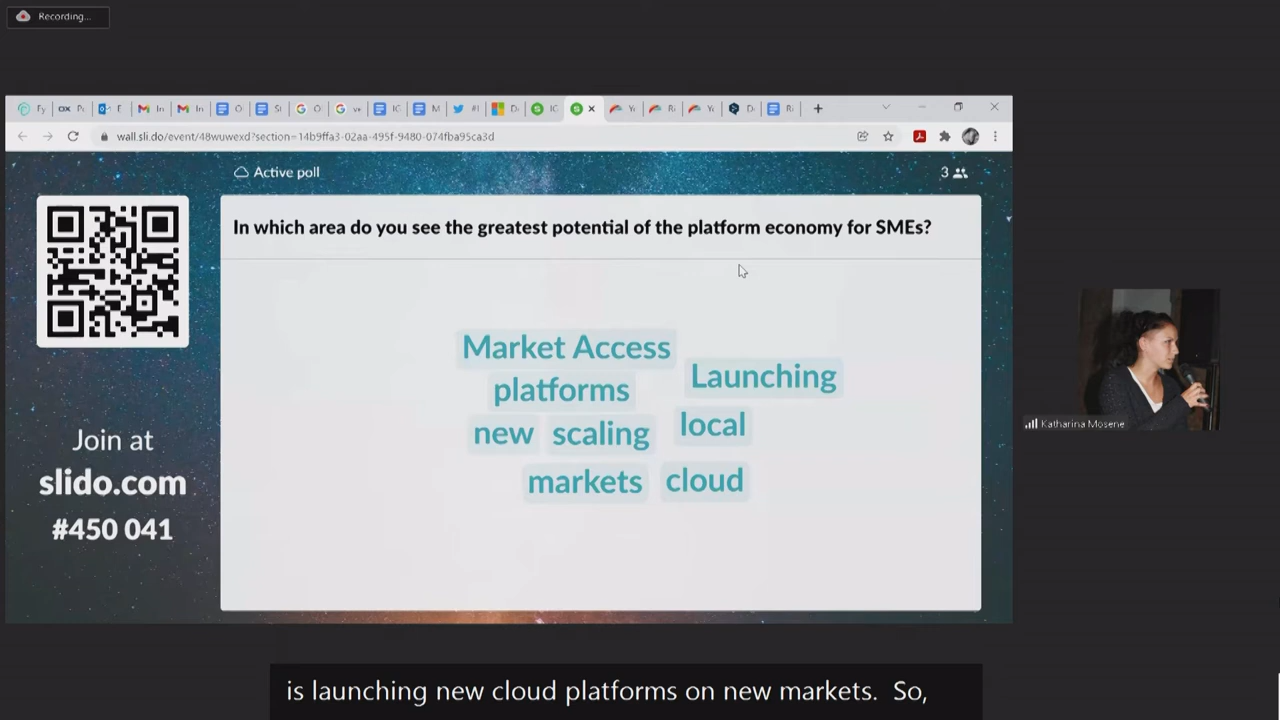 Recording...
wall.sli.do/event/48wuwexd?section=14b9ffa3-02aa-495f-9480-074fba95ca3d
Active poll
3
In which area do you see the greatest potential of the platform economy for SMEs?
Market Access
platforms
Launching
new scaling
local
markets cloud
Join at
slido.com
#450 041
Katharina Mosene
is launching new cloud platforms on new markets. So,